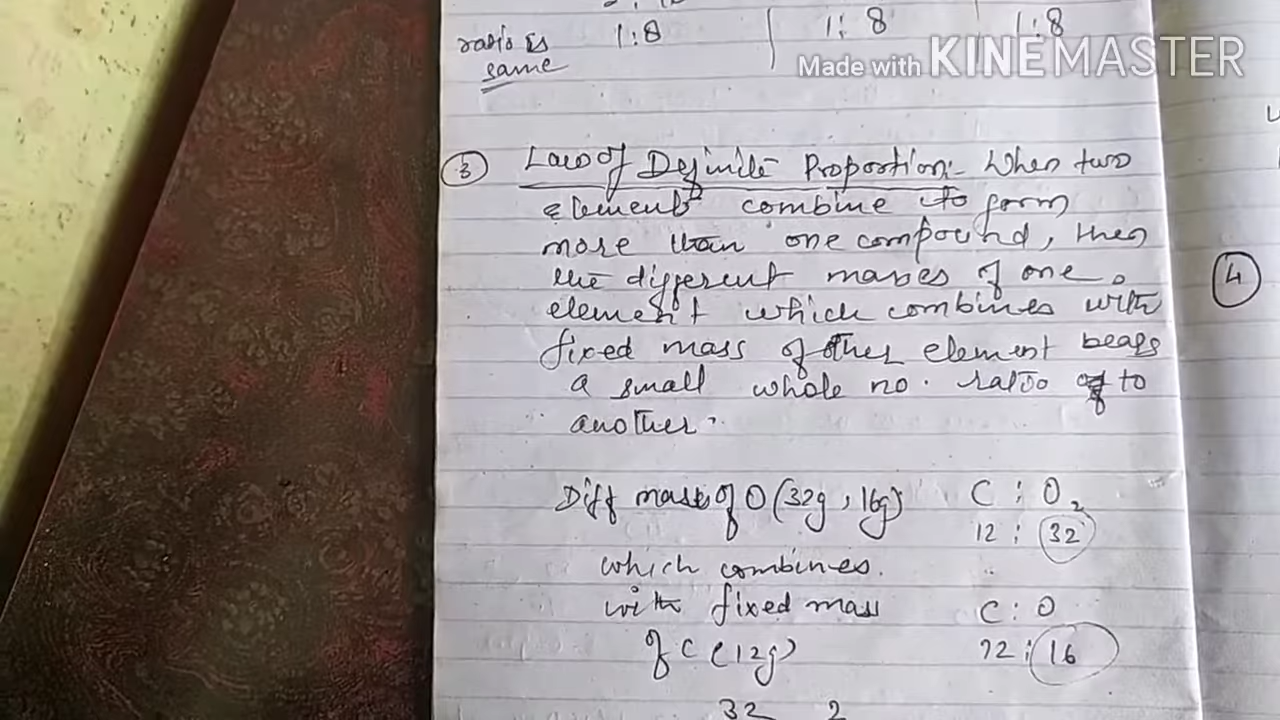 ratio is 1:8 1:8 1:8
same
Made with KINEMASTER
3 Law of Definite Proportion:- When two
element combine to form
more than one compound, then
the different masses of one
element which combines with
fixed mass of other element bears
a small whole no. ratio to
another.
Diff mass of O (32g, 16g) C : O2
12 : 32
which combines.
with fixed mass C : O
of C (12g) 12 : 16
32 2
4